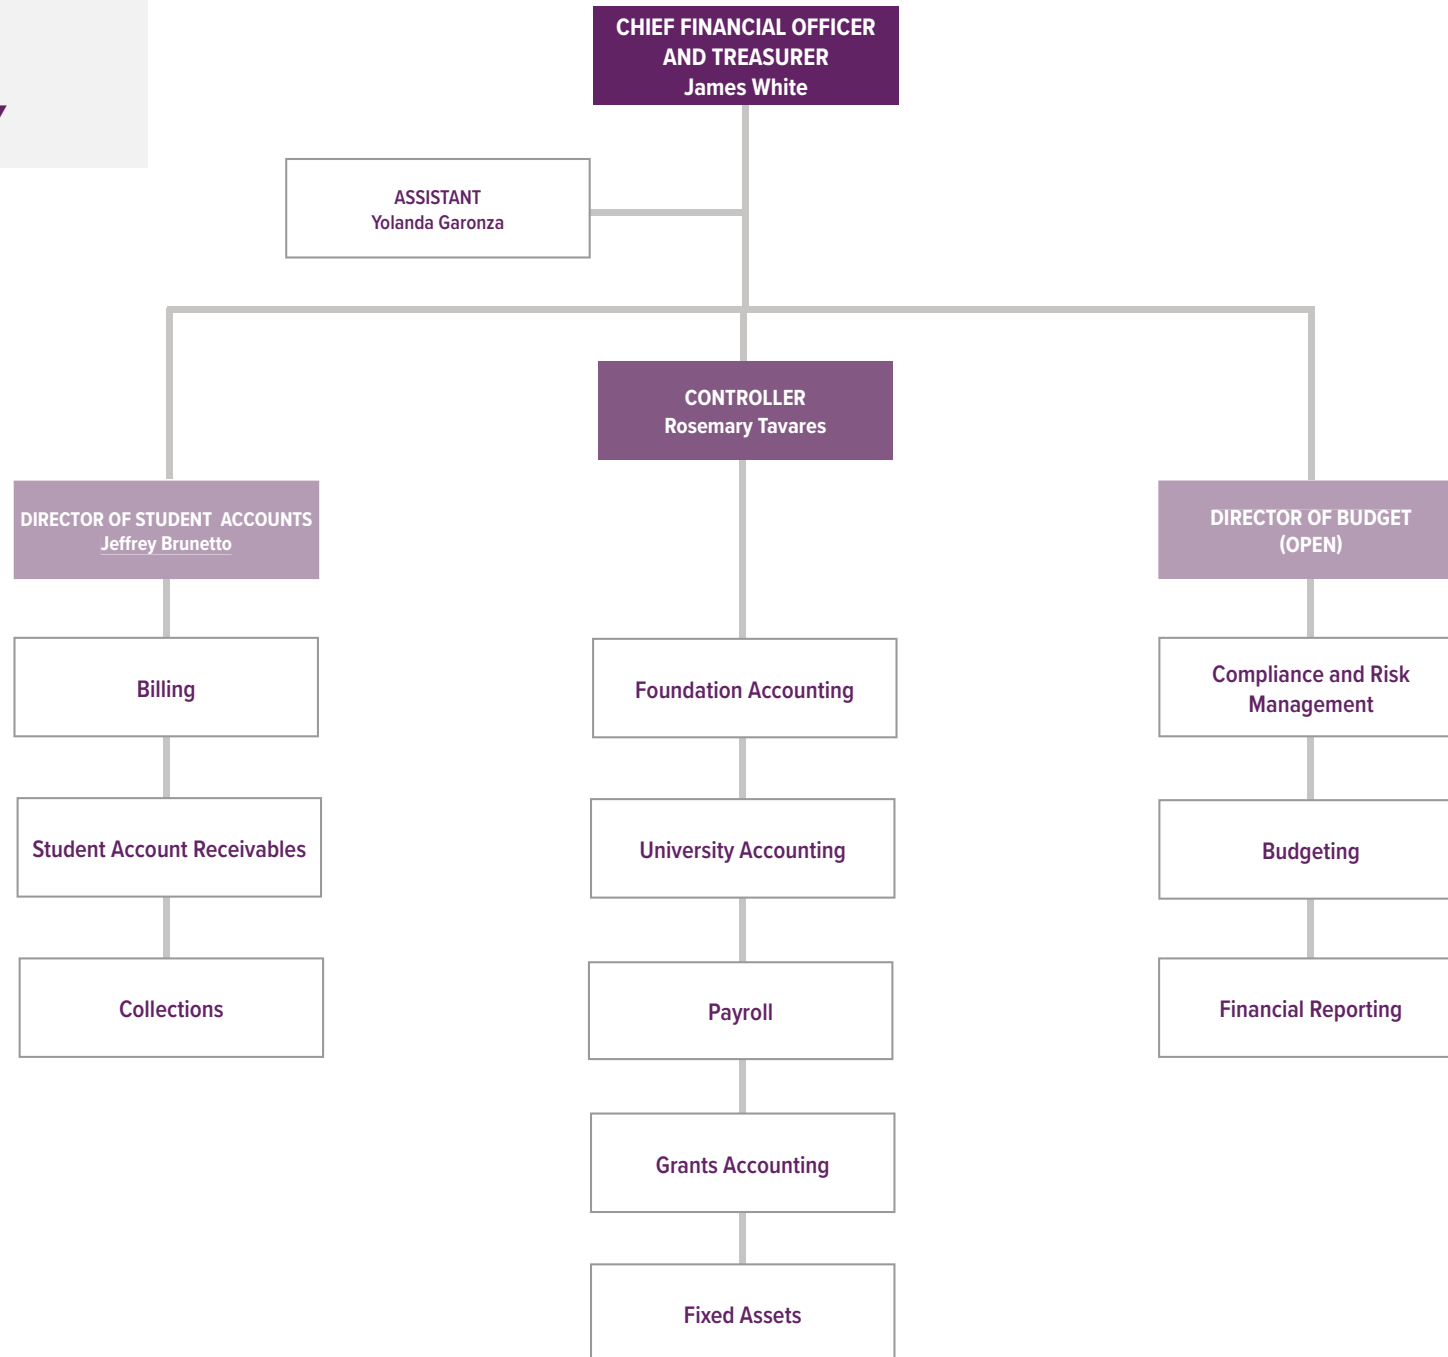 CHIEF FINANCIAL OFFICER
AND TREASURER
James White
ASSISTANT
Yolanda Garonza
CONTROLLER
Rosemary Tavares
DIRECTOR OF STUDENT ACCOUNTS
Jeffrey Brunetto
DIRECTOR OF BUDGET
(OPEN)
Billing
Foundation Accounting
Compliance and Risk
Management
Student Account Receivables
University Accounting
Budgeting
Collections
Payroll
Financial Reporting
Grants Accounting
Fixed Assets